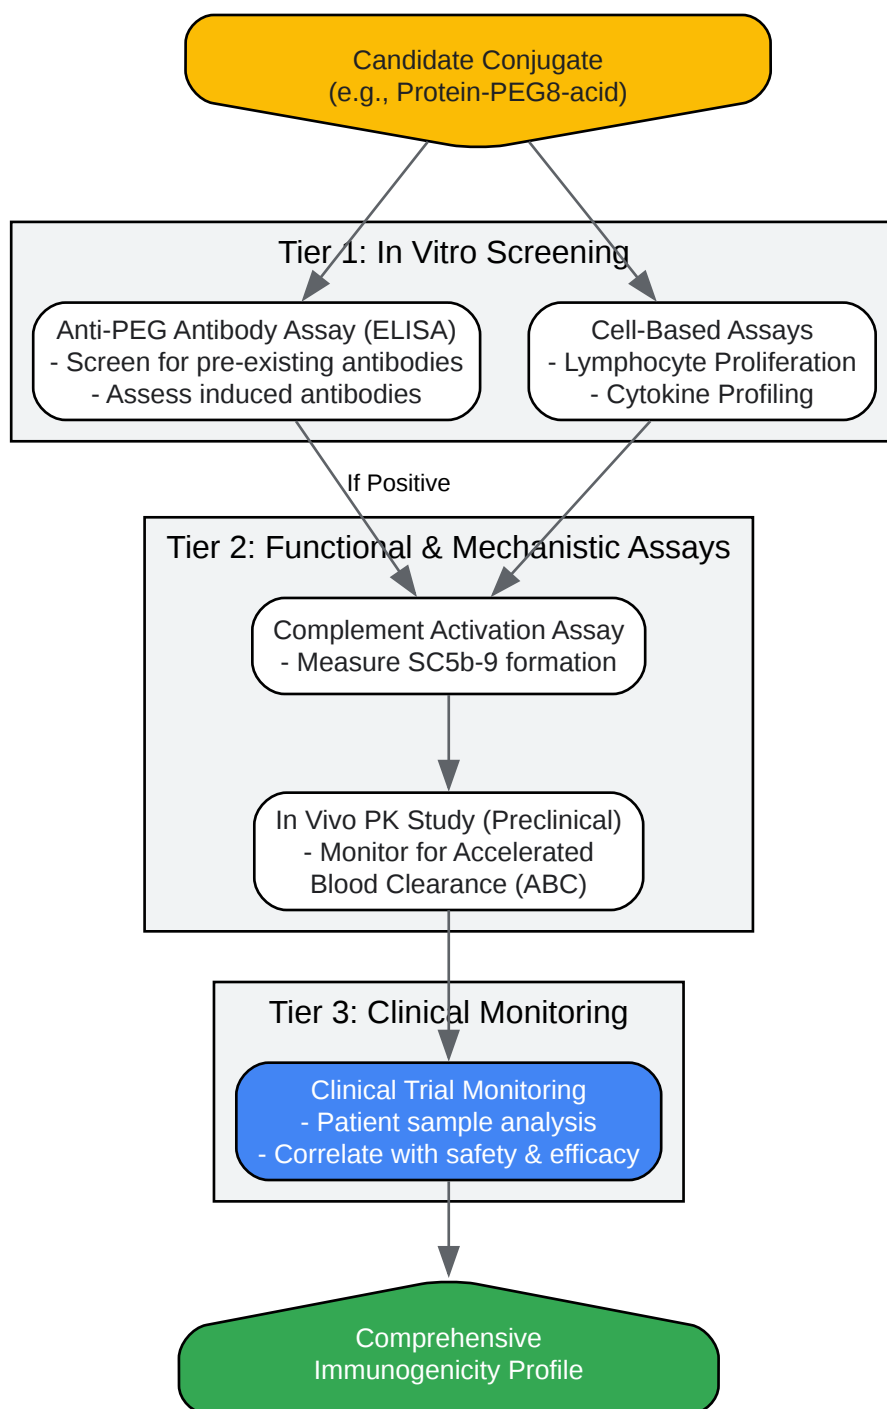 Candidate Conjugate
(e.g., Protein-PEG8-acid)
Tier 1: In Vitro Screening
Anti-PEG Antibody Assay (ELISA)
- Screen for pre-existing antibodies
- Assess induced antibodies
Cell-Based Assays
- Lymphocyte Proliferation
- Cytokine Profiling
If Positive
Tier 2: Functional & Mechanistic Assays
Complement Activation Assay
- Measure SC5b-9 formation
In Vivo PK Study (Preclinical)
- Monitor for Accelerated
Blood Clearance (ABC)
Tier 3: Clinical Monitoring
Clinical Trial Monitoring
- Patient sample analysis
- Correlate with safety & efficacy
Comprehensive
Immunogenicity Profile